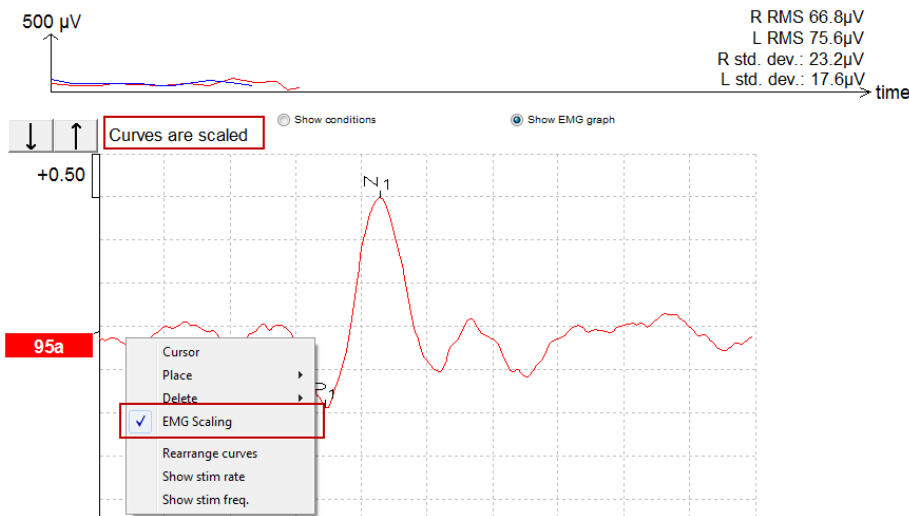 500 µV
R RMS 66.8µV
L RMS 75.6µV
R std. dev.: 23.2µV
L std. dev.: 17.6µV
time
Curves are scaled
Show conditions
Show EMG graph
+0.50
N1
95a
P1
Cursor
Place
Delete
EMG Scaling
Rearrange curves
Show stim rate
Show stim freq.